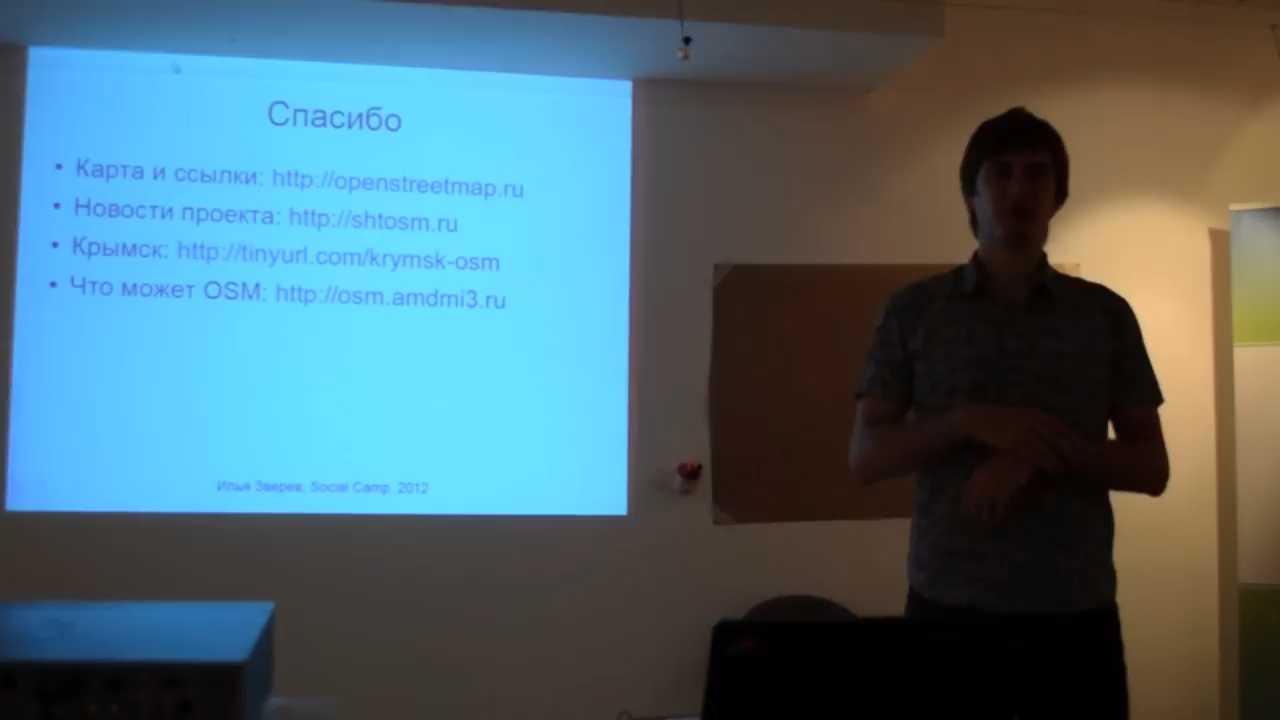 Спасибо
• Карта и ссылки: http://openstreetmap.ru
• Новости проекта: http://shtosm.ru
• Крымск: http://tinyurl.com/krymsk-osm
• Что может OSM: http://osm.amdmi3.ru
Илья Зверев, Social Camp, 2012